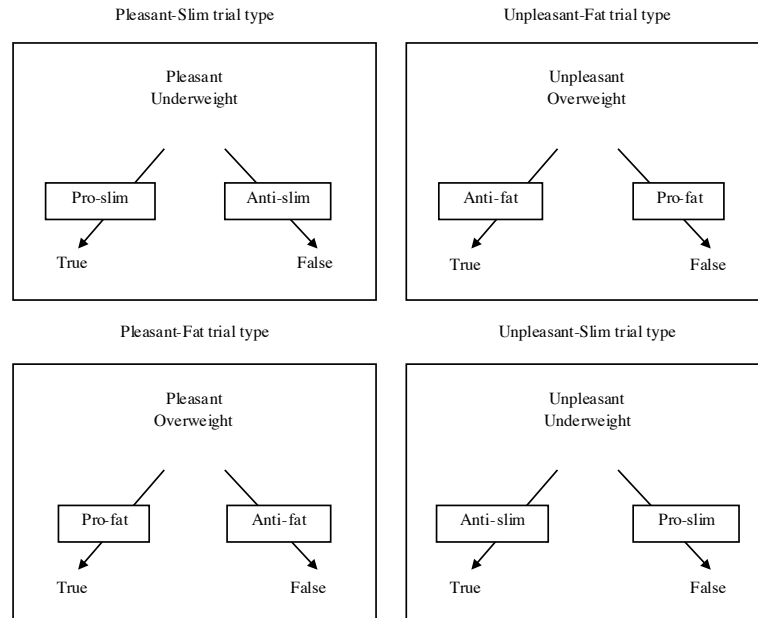 Pleasant-Slim trial type
Unpleasant-Fat trial type
Pleasant
Underweight
Pro-slim
Anti-slim
True
False
Unpleasant
Overweight
Anti-fat
Pro-fat
True
False
Pleasant-Fat trial type
Unpleasant-Slim trial type
Pleasant
Overweight
Pro-fat
Anti-fat
True
False
Unpleasant
Underweight
Anti-slim
Pro-slim
True
False